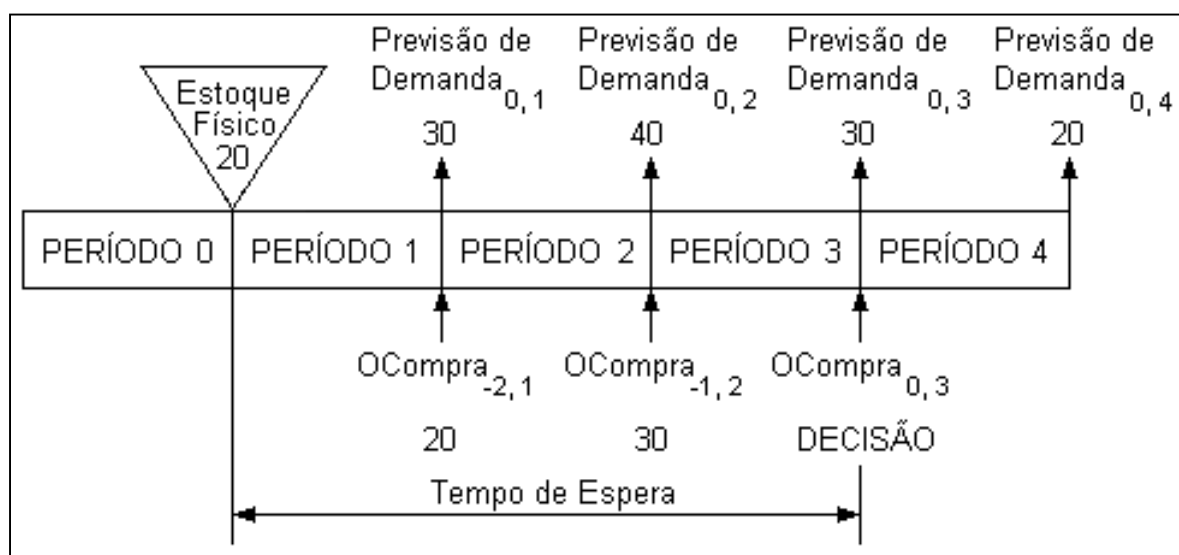 Previsão de Previsão de Previsão de Previsão de
Demanda0, 1 Demanda0, 2 Demanda0, 3 Demanda0, 4
Estoque
Físico
20
30 40 30 20
PERÍODO 0 PERÍODO 1 PERÍODO 2 PERÍODO 3 PERÍODO 4
OCompra-2, 1 OCompra-1, 2 OCompra0, 3
20 30 DECISÃO
Tempo de Espera